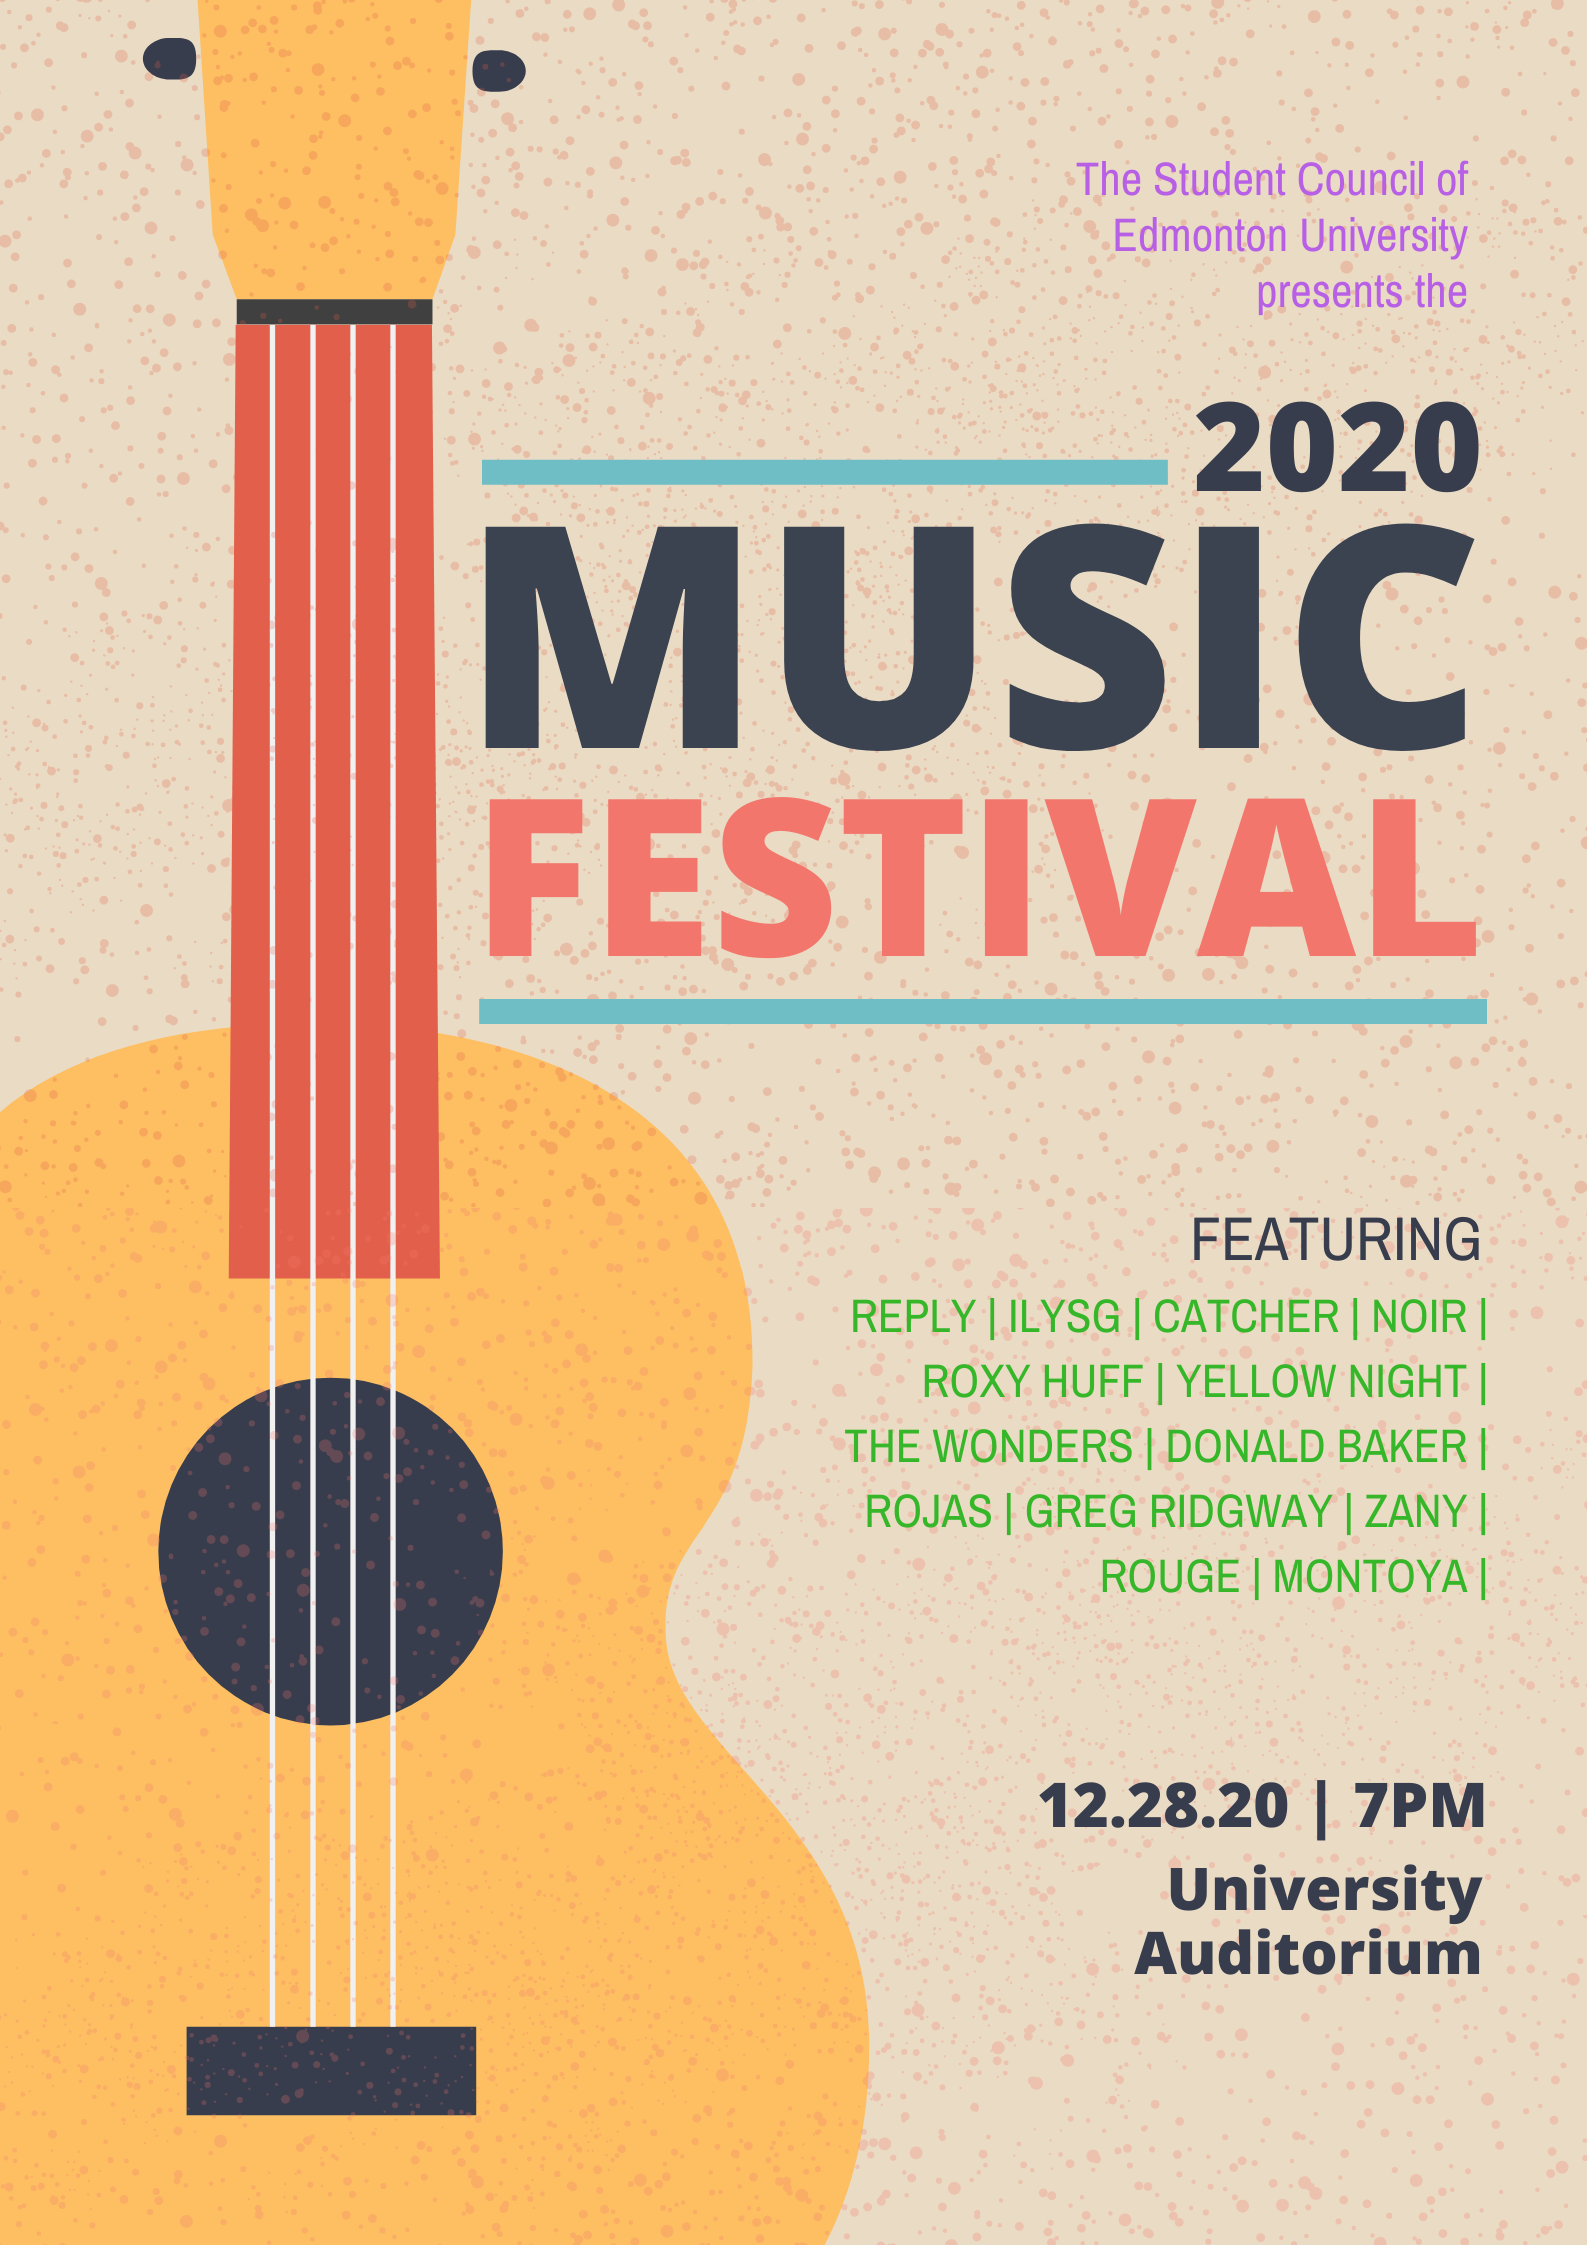 The Student Council of
Edmonton University
presents the
2020
MUSIC
FESTIVAL
FEATURING
REPLY | ILYSG | CATCHER | NOIR |
ROXY HUFF | YELLOW NIGHT |
THE WONDERS | DONALD BAKER |
ROJAS | GREG RIDGWAY | ZANY |
ROUGE | MONTOYA |
12.28.20 | 7PM
University
Auditorium